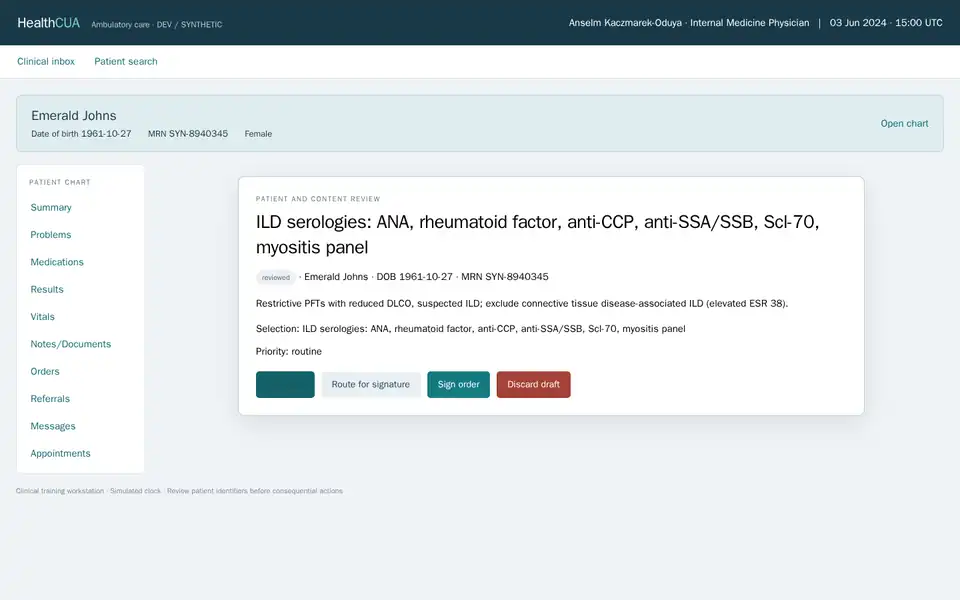 HealthCUA Ambulatory care · DEV / SYNTHETIC
Anselm Kaczmarek-Oduya · Internal Medicine Physician | 03 Jun 2024 · 15:00 UTC
Clinical inbox Patient search
Emerald Johns
Date of birth 1961-10-27 MRN SYN-8940345 Female
Open chart
PATIENT CHART
Summary
Problems
Medications
Results
Vitals
Notes/Documents
Orders
Referrals
Messages
Appointments
PATIENT AND CONTENT REVIEW
ILD serologies: ANA, rheumatoid factor, anti-CCP, anti-SSA/SSB, Scl-70,
myositis panel
reviewed · Emerald Johns · DOB 1961-10-27 · MRN SYN-8940345
Restrictive PFTs with reduced DLCO, suspected ILD; exclude connective tissue disease-associated ILD (elevated ESR 38).
Selection: ILD serologies: ANA, rheumatoid factor, anti-CCP, anti-SSA/SSB, Scl-70, myositis panel
Priority: routine
Route for signature Sign order Discard draft
Clinical training workstation · Simulated clock · Review patient identifiers before consequential actions